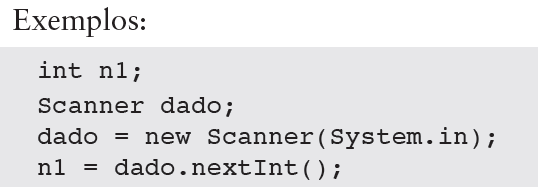 Exemplos:
int n1;
Scanner dado;
dado = new Scanner(System.in);
n1 = dado.nextInt();